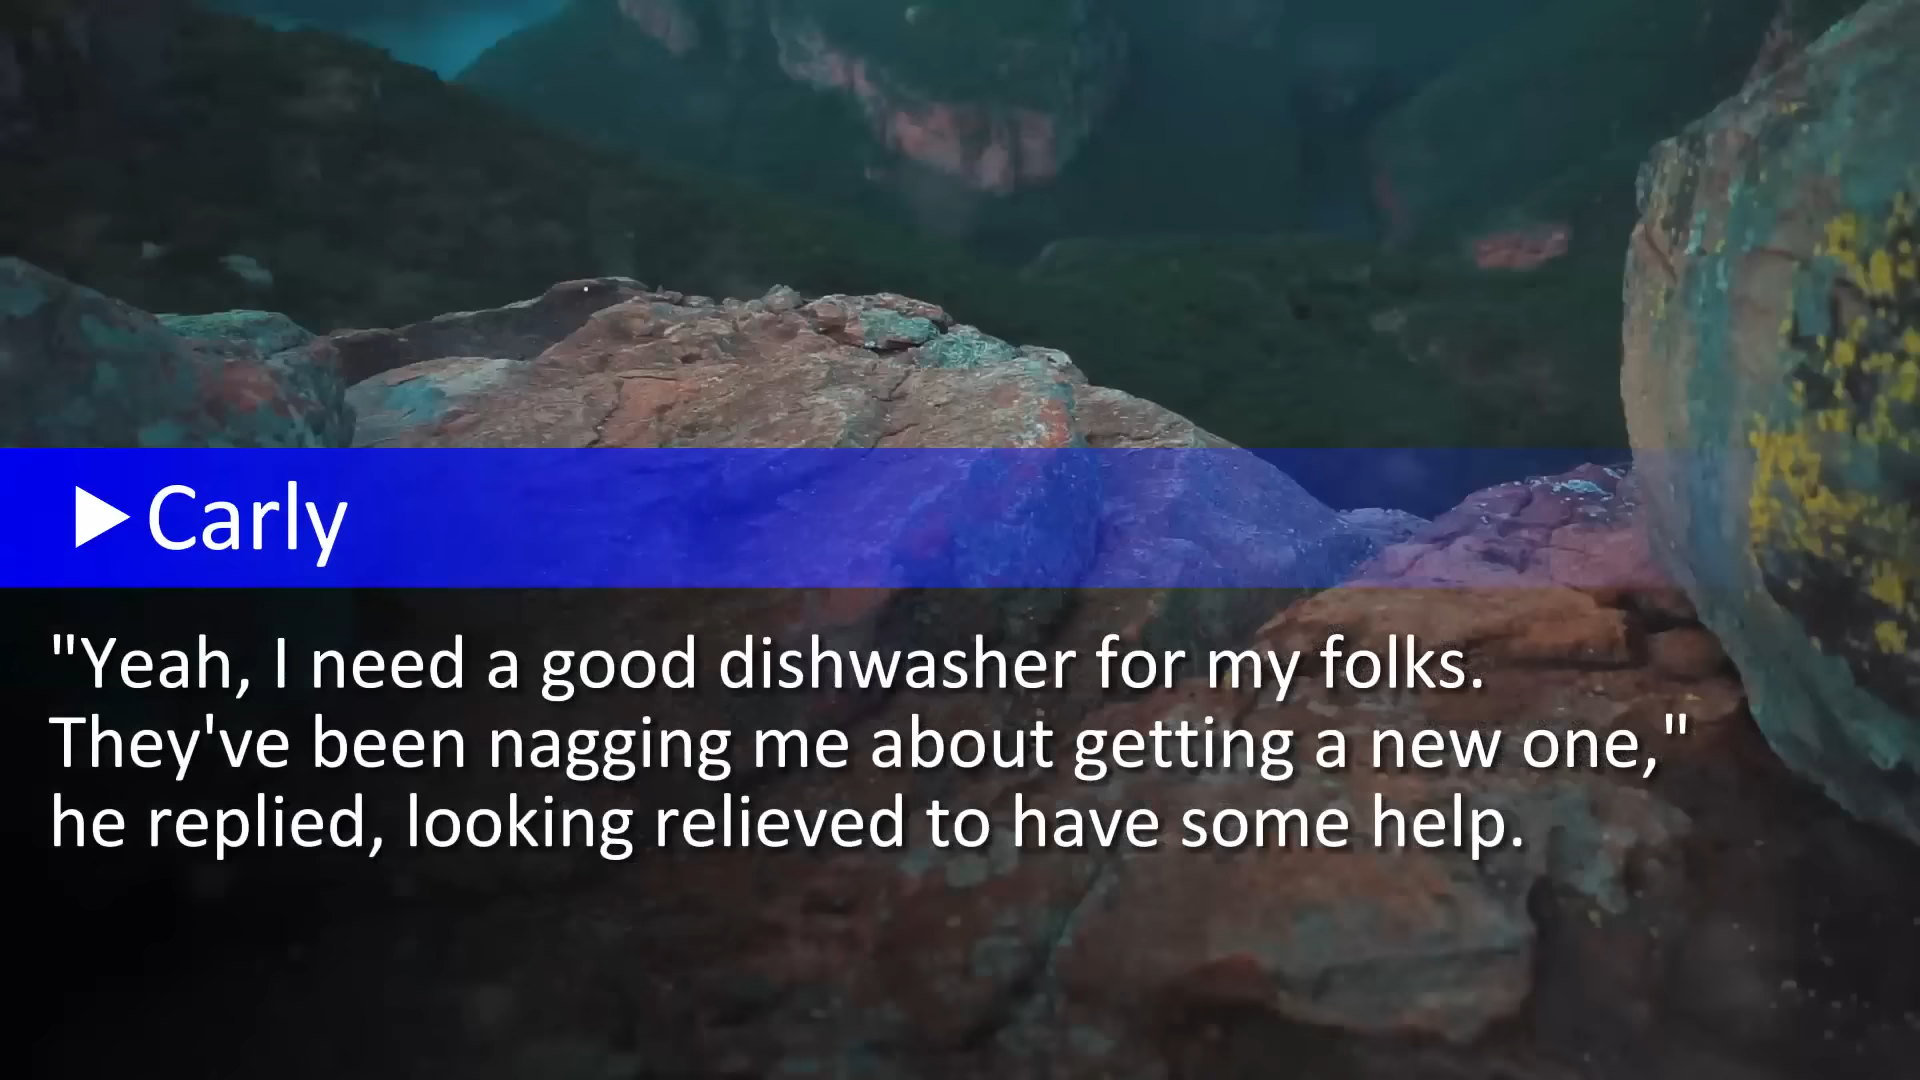 Carly
"Yeah, I need a good dishwasher for my folks.
They've been nagging me about getting a new one,"
he replied, looking relieved to have some help.